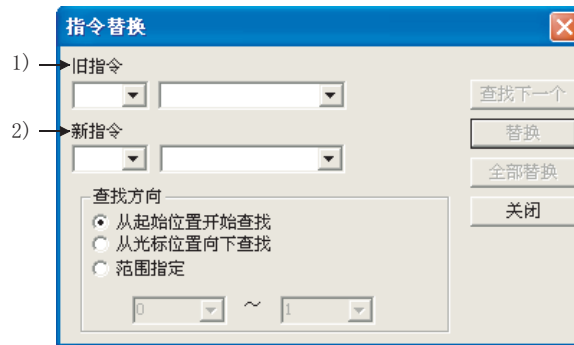 指令替换
1) 旧指令
查找下一个
2) 新指令
替换
全部替换
查找方向
关闭
从起始位置开始查找
从光标位置向下查找
范围指定
0 ～ 1